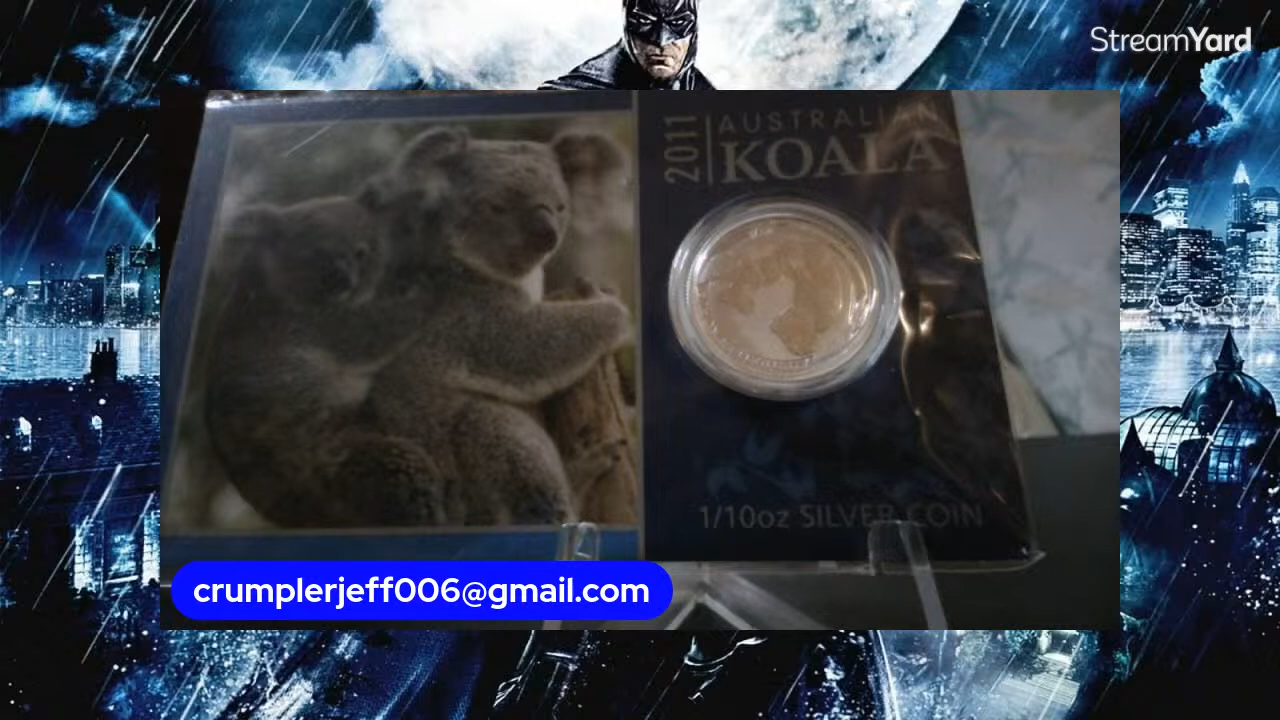 StreamYard
2011
AUSTRALIAN
KOALA
1/10oz SILVER COIN
crumplerjeff006@gmail.com